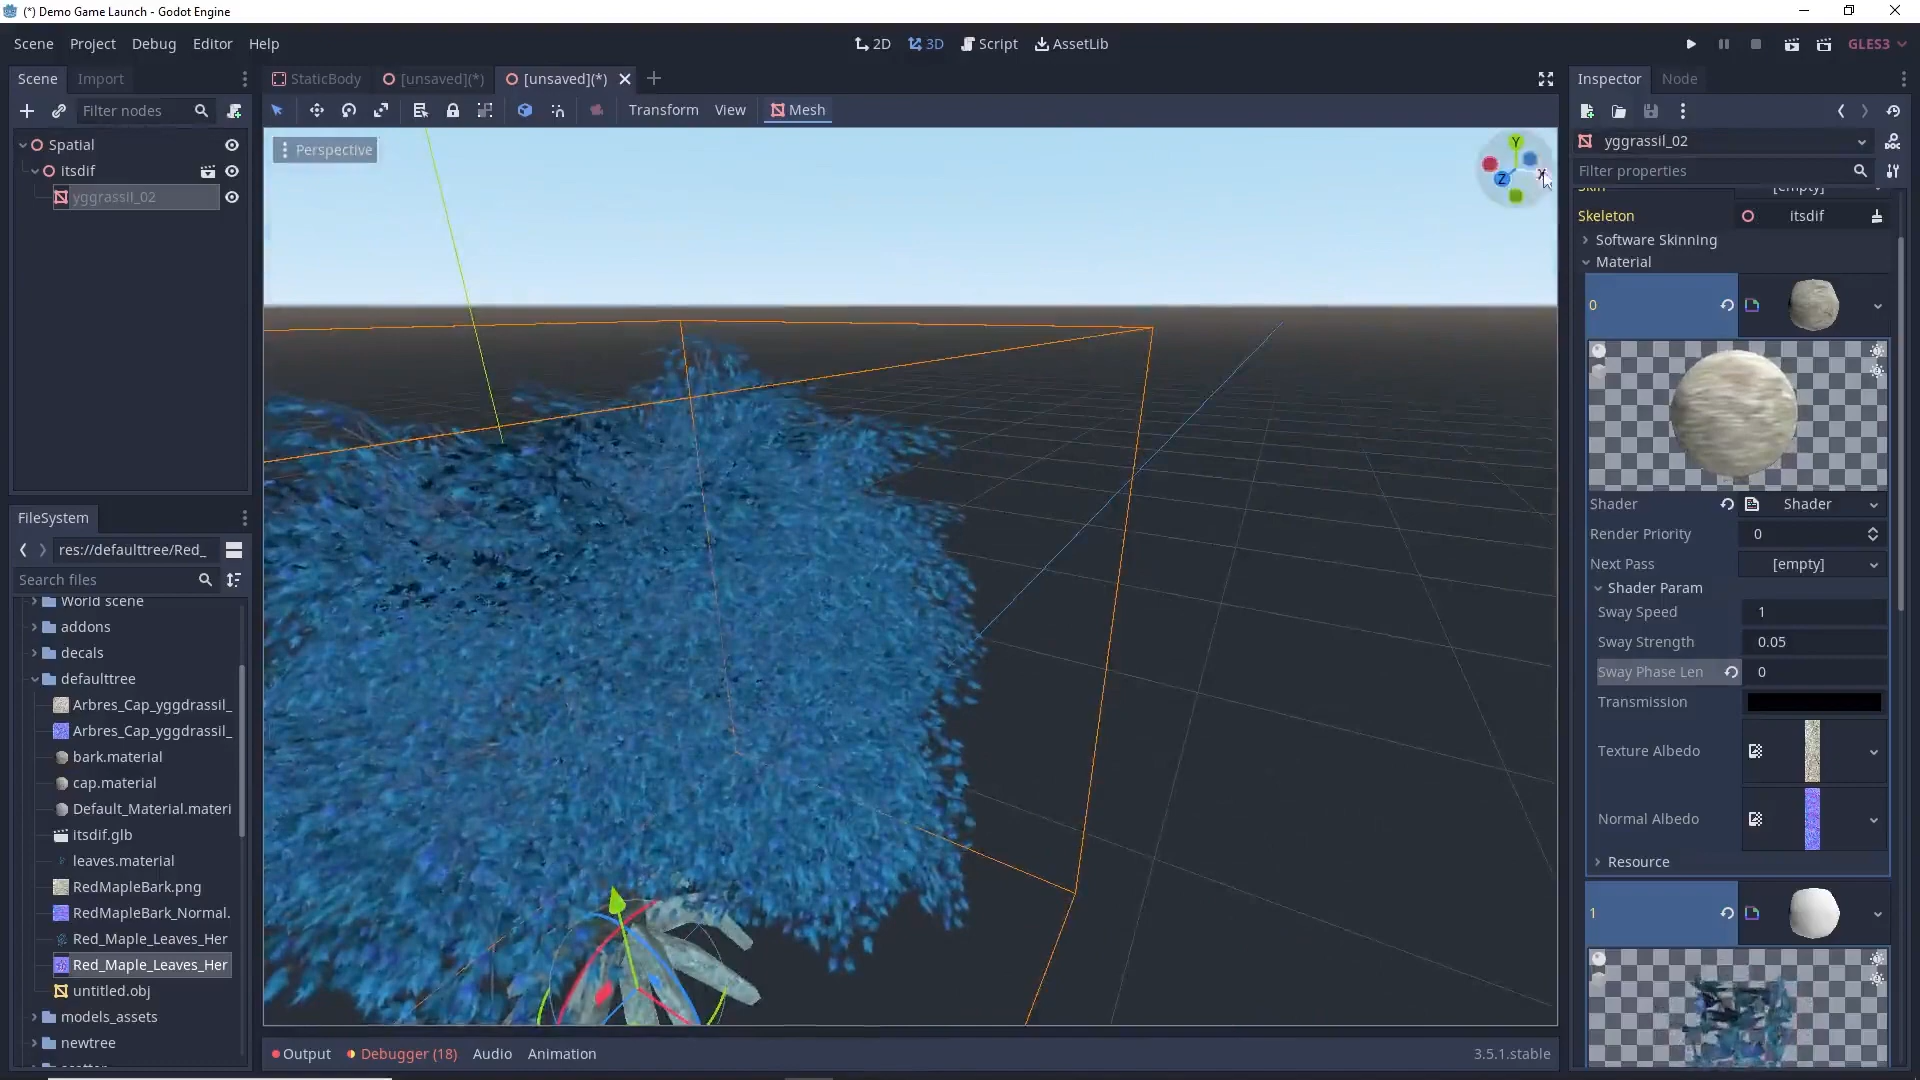 (*) Demo Game Launch - Godot Engine
Scene Project Debug Editor Help
2D 3D Script AssetLib
GLES3
Scene Import
StaticBody [unsaved](*) [unsaved](*)
Inspector Node
Filter nodes
Transform View Mesh
Spatial
itsdif
yggrassil_02
Perspective
Y
Z
X
yggrassil_02
Filter properties
[empty]
Skeleton itsdif
Software Skinning
Material
0
Shader Shader
Render Priority 0
Next Pass [empty]
Shader Param
Sway Speed 1
Sway Strength 0.05
Sway Phase Len 0
Transmission
Texture Albedo
Normal Albedo
Resource
1
FileSystem
res://defaulttree/Red_
Search files
World scene
addons
decals
defaulttree
Arbres_Cap_yggdrassil_
Arbres_Cap_yggdrassil_
bark.material
cap.material
Default_Material.materi
itsdif.glb
leaves.material
RedMapleBark.png
RedMapleBark_Normal.
Red_Maple_Leaves_Her
Red_Maple_Leaves_Her
untitled.obj
models_assets
newtree
Output Debugger (18) Audio Animation
3.5.1.stable